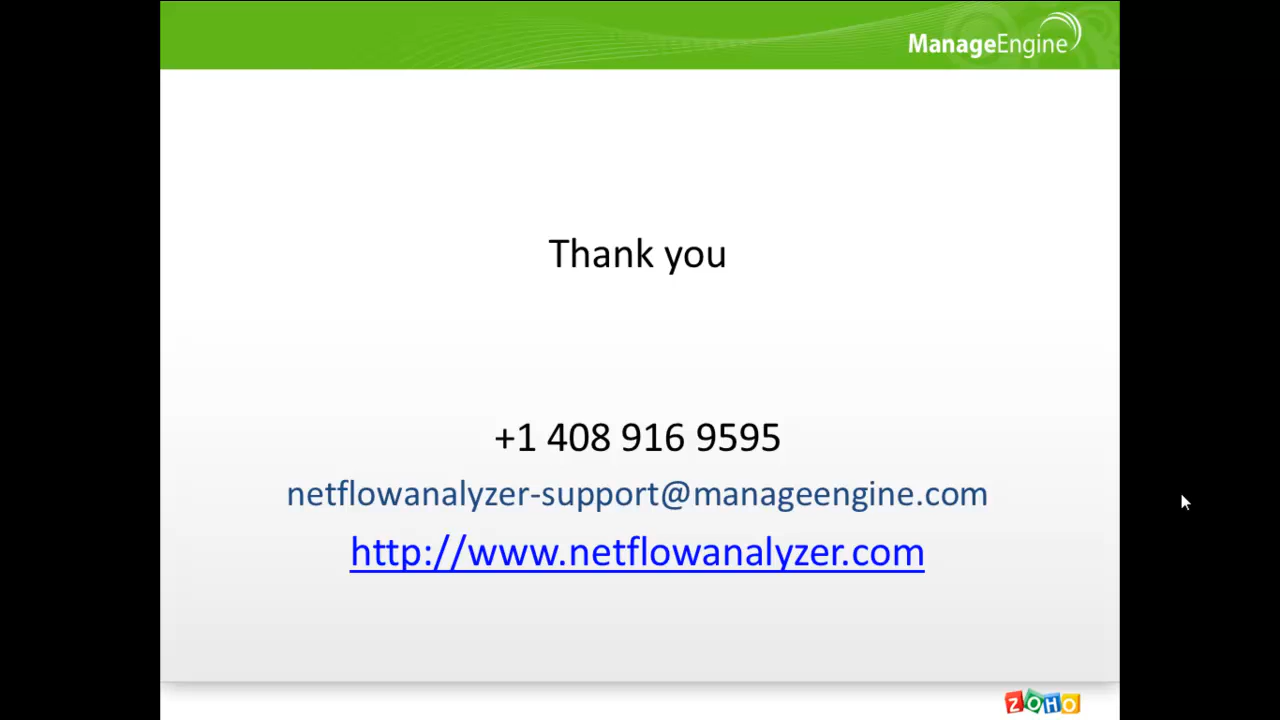 ManageEngine
Thank you
+1 408 916 9595
netflowanalyzer-support@manageengine.com
http://www.netflowanalyzer.com
ZOHO